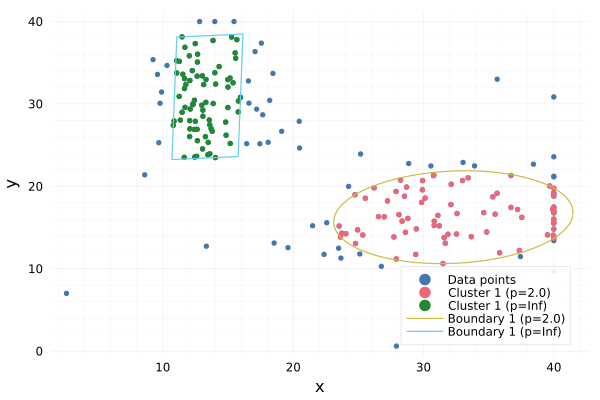 40
30
20
10
0
y
10
20
30
40
x
Data points
Cluster 1 (p=2.0)
Cluster 1 (p=Inf)
Boundary 1 (p=2.0)
Boundary 1 (p=Inf)